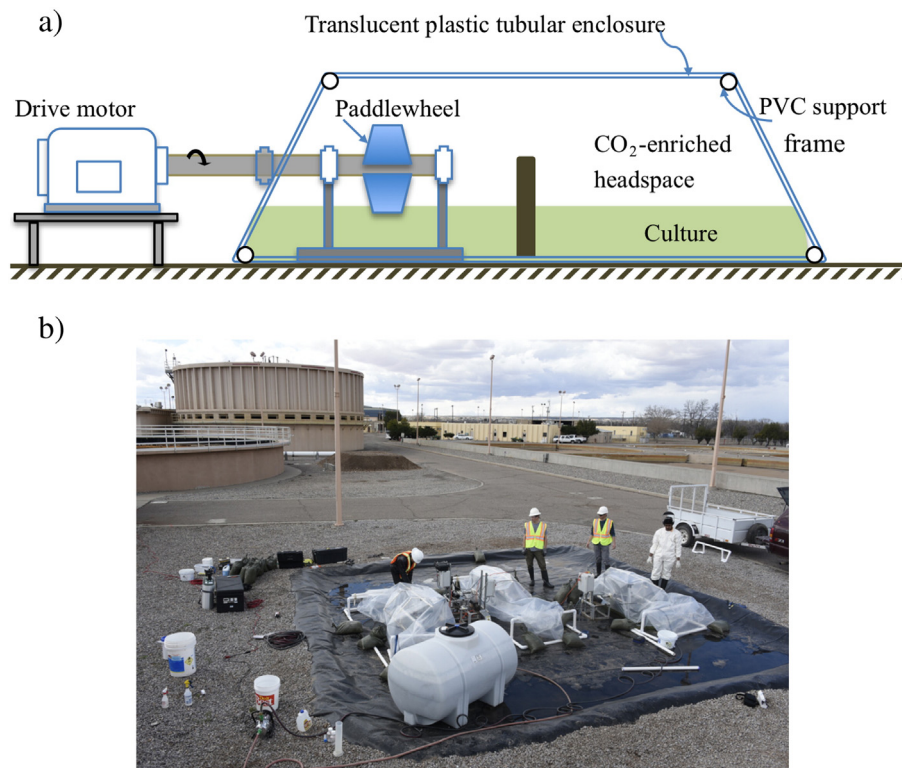 a)
Translucent plastic tubular enclosure
Drive motor
Paddlewheel
PVC support
frame
CO₂-enriched
headspace
Culture
b)